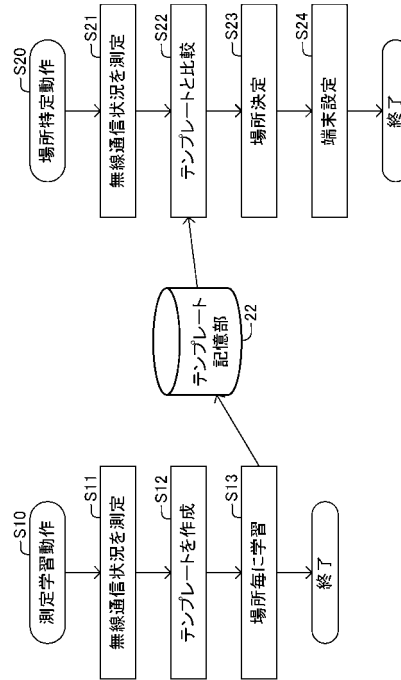 S10
測定学習動作
S11
無線通信状況を測定
S12
テンプレートを作成
S13
場所毎に学習
終了
テンプレート
記憶部
22
S20
場所特定動作
S21
無線通信状況を測定
S22
テンプレートと比較
S23
場所決定
S24
端末設定
終了